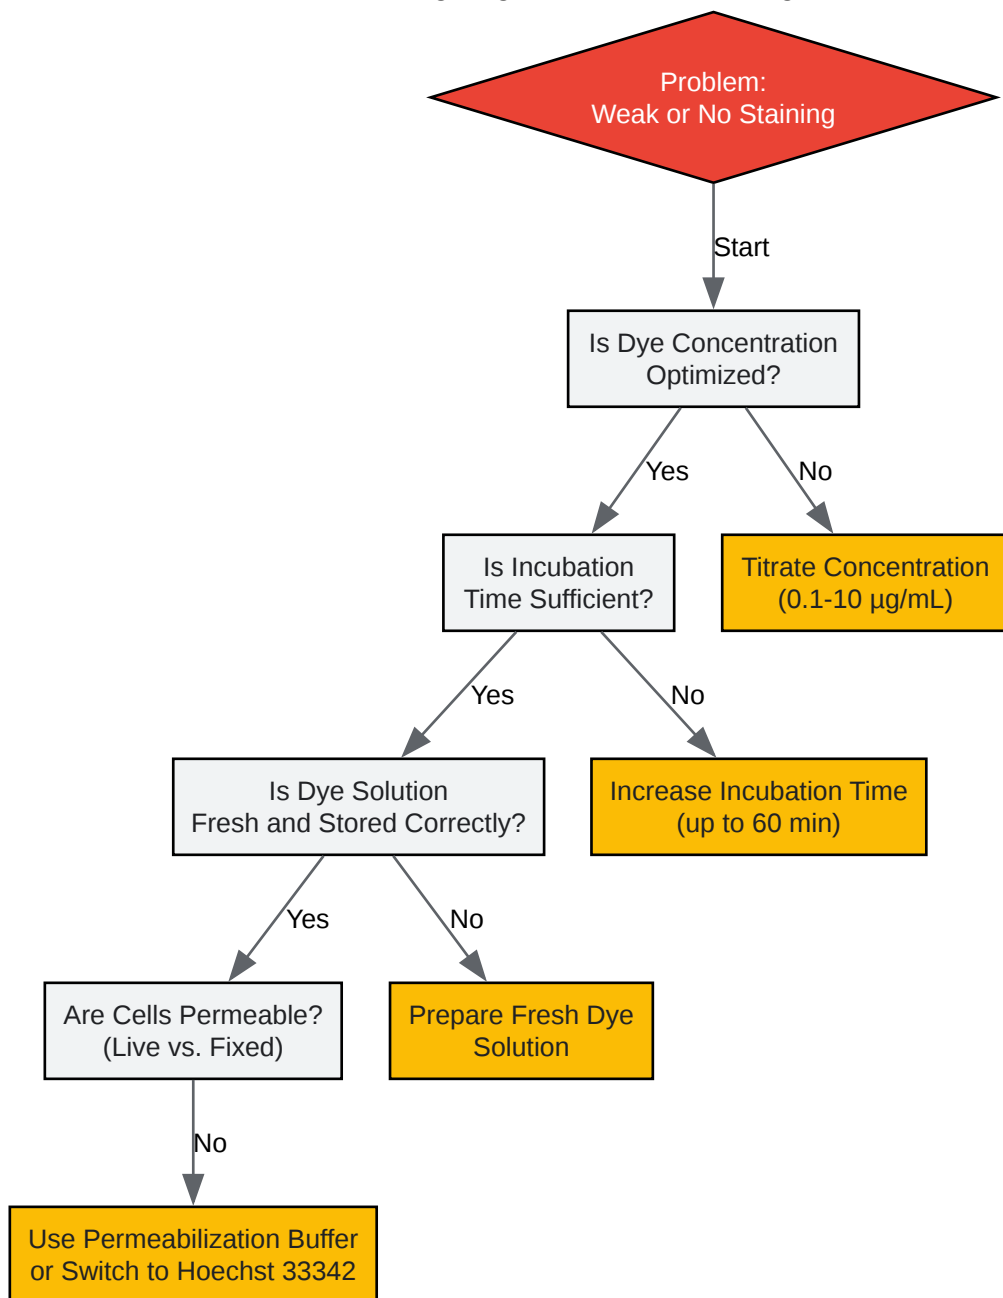 Problem:
Weak or No Staining
Start
Is Dye Concentration
Optimized?
Yes
No
Is Incubation
Time Sufficient?
Titrate Concentration
(0.1-10 µg/mL)
Yes
No
Is Dye Solution
Fresh and Stored Correctly?
Increase Incubation Time
(up to 60 min)
Yes
No
Are Cells Permeable?
(Live vs. Fixed)
Prepare Fresh Dye
Solution
No
Use Permeabilization Buffer
or Switch to Hoechst 33342